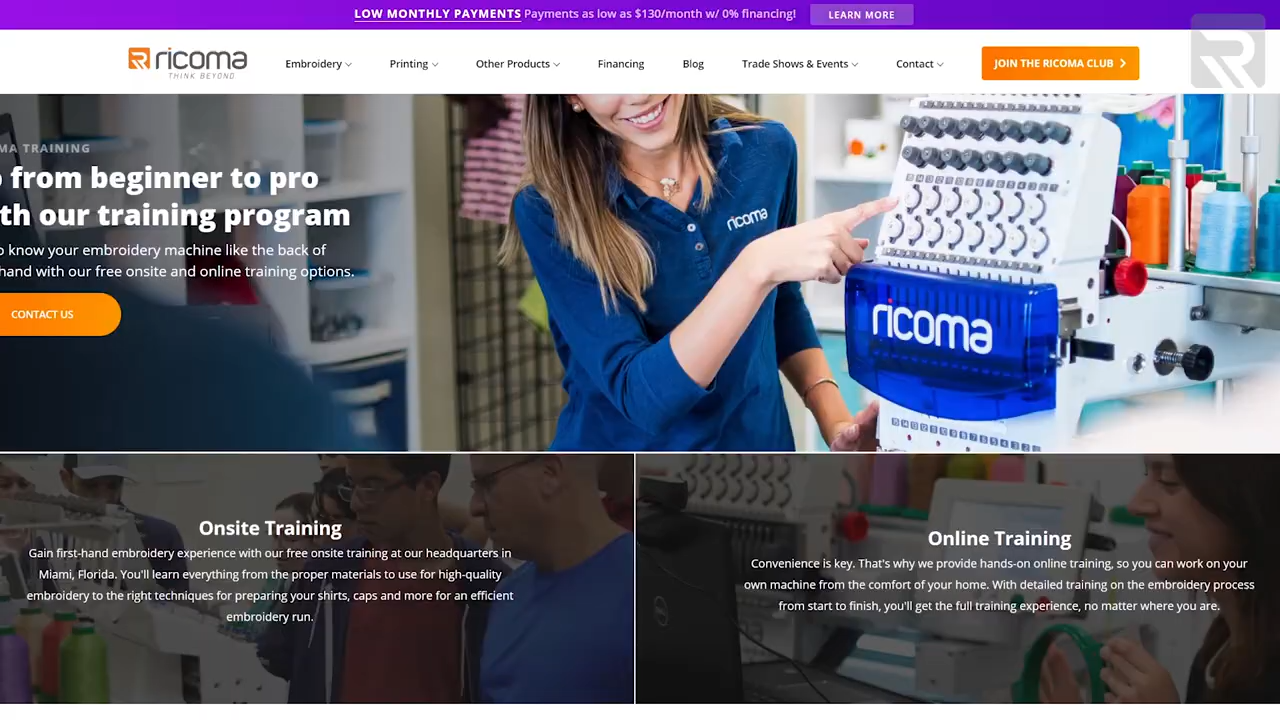 LOW MONTHLY PAYMENTS Payments as low as $130/month w/ 0% financing! LEARN MORE
ricoma
THINK BEYOND
Embroidery Printing Other Products Financing Blog Trade Shows & Events Contact JOIN THE RICOMA CLUB
MA TRAINING
from beginner to pro
th our training program
o know your embroidery machine like the back of
hand with our free onsite and online training options.
CONTACT US
ricoma
ricoma
Onsite Training
Gain first-hand embroidery experience with our free onsite training at our headquarters in
Miami, Florida. You'll learn everything from the proper materials to use for high-quality
embroidery to the right techniques for preparing your shirts, caps and more for an efficient
embroidery run.
Online Training
Convenience is key. That's why we provide hands-on online training, so you can work on your
own machine from the comfort of your home. With detailed training on the embroidery process
from start to finish, you'll get the full training experience, no matter where you are.